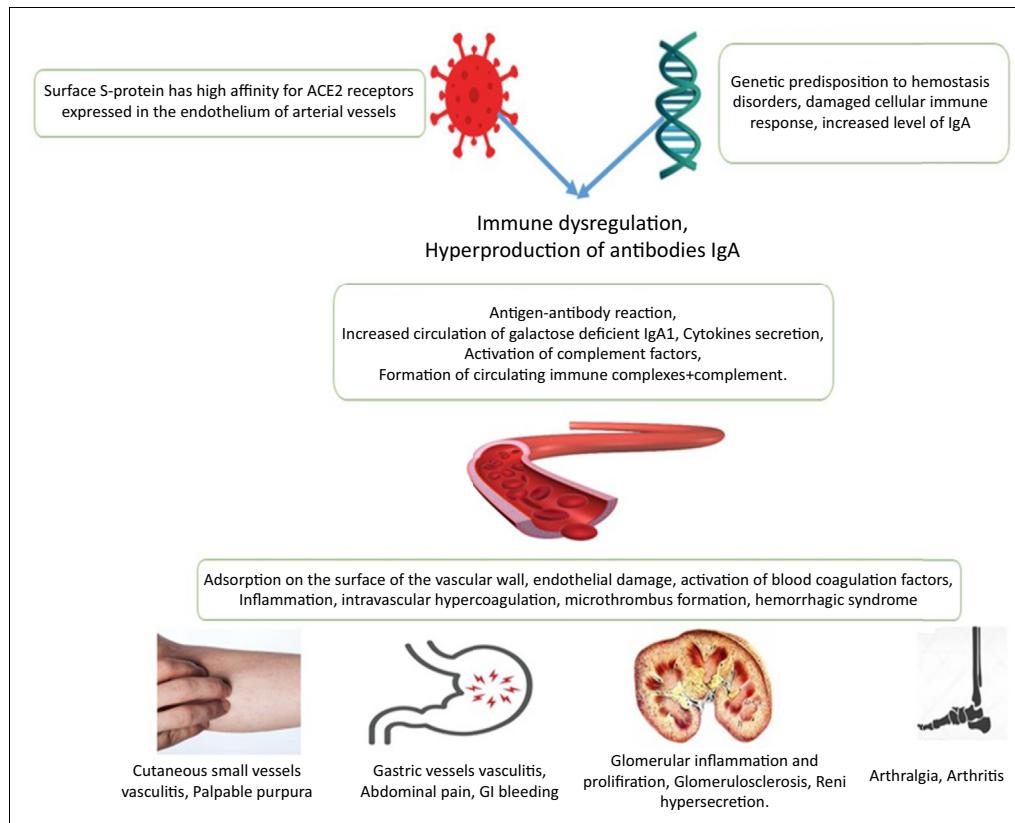 Surface S-protein has high affinity for ACE2 receptors
expressed in the endothelium of arterial vessels
Genetic predisposition to hemostasis
disorders, damaged cellular immune
response, increased level of IgA
Immune dysregulation,
Hyperproduction of antibodies IgA
Antigen-antibody reaction,
Increased circulation of galactose deficient IgA1, Cytokines secretion,
Activation of complement factors,
Formation of circulating immune complexes+complement.
Adsorption on the surface of the vascular wall, endothelial damage, activation of blood coagulation factors,
Inflammation, intravascular hypercoagulation, microthrombus formation, hemorrhagic syndrome
Cutaneous small vessels
vasculitis, Palpable purpura
Gastric vessels vasculitis,
Abdominal pain, GI bleeding
Glomerular inflammation and
prolifiration, Glomerulosclerosis, Reni
hypersecretion.
Arthralgia, Arthritis